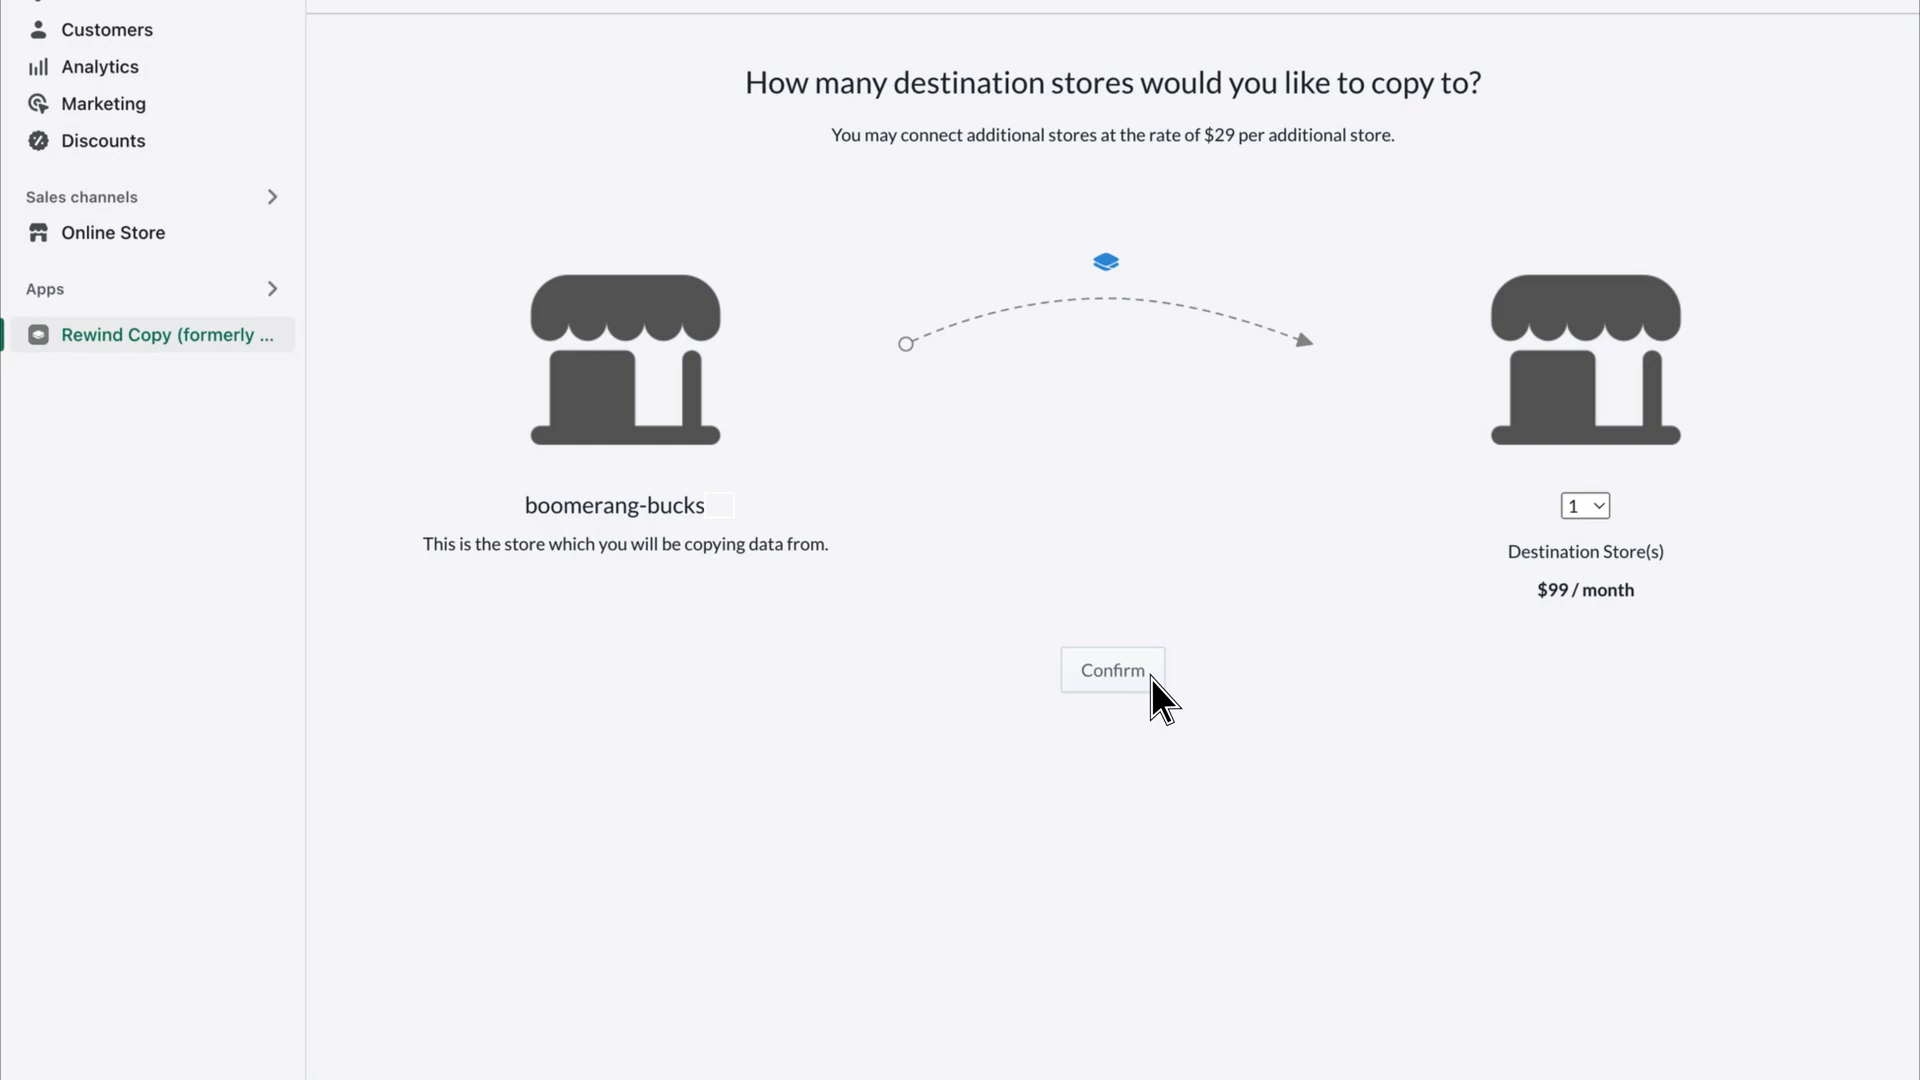 Customers
Analytics
Marketing
Discounts
Sales channels
Online Store
Apps
Rewind Copy (formerly ...
How many destination stores would you like to copy to?
You may connect additional stores at the rate of $29 per additional store.
boomerang-bucks
This is the store which you will be copying data from.
1
Destination Store(s)
$99 / month
Confirm